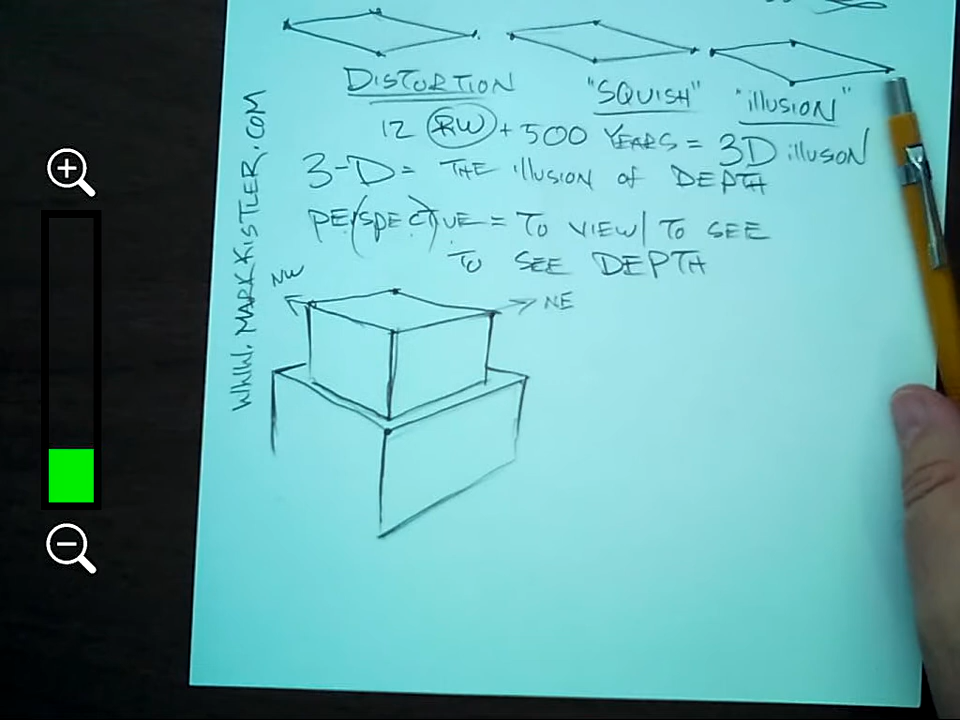 DISTORTION
"SQUISH"
"illUSiON"
12 RW + 500 YEARS = 3D illuSON
3-D = THE illUSiON of DEPTH
PERSPECTIVE = TO VIEW/TO SEE
TO SEE DEPTH
NW
NE
WWW.MARKKISTLER.COM